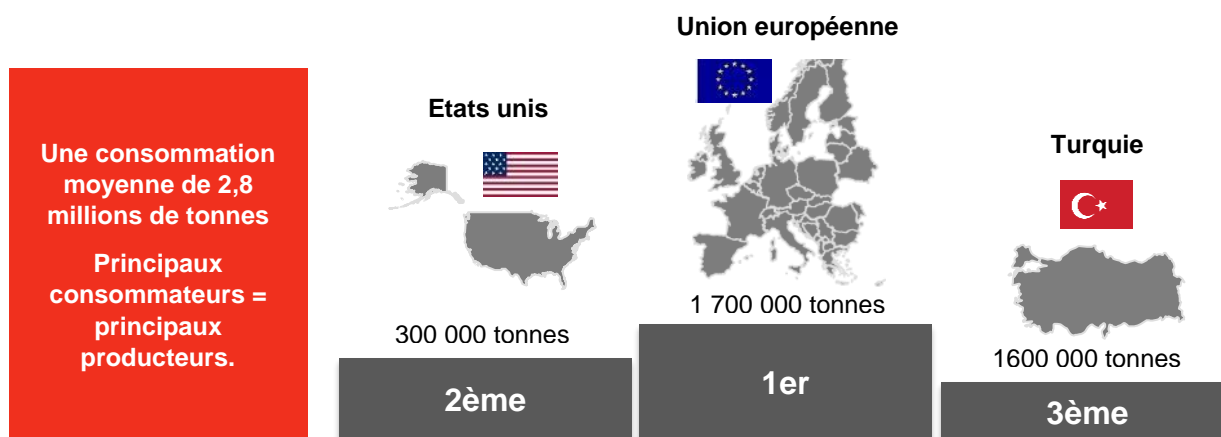 Une consommation
moyenne de 2,8
millions de tonnes
Principaux
consommateurs =
principaux
producteurs.
Etats unis
300 000 tonnes
2ème
Union européenne
1 700 000 tonnes
1er
Turquie
1600 000 tonnes
3ème